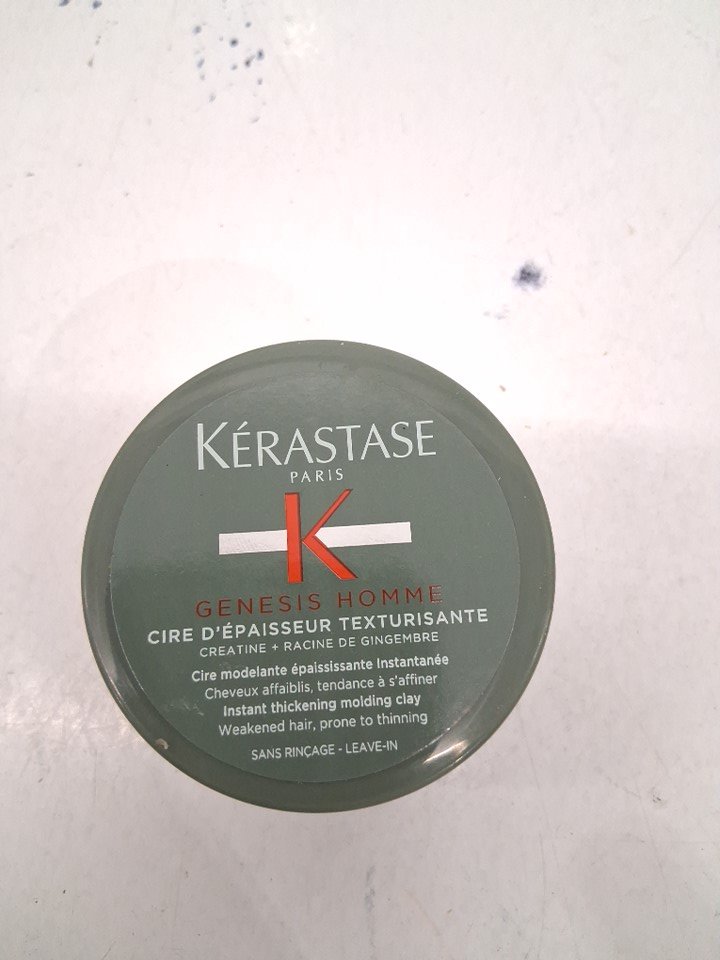 KÉRASTASE
PARIS
K
GENESIS HOMME
CIRE D'ÉPAISSEUR TEXTURISANTE
CREATINE + RACINE DE GINGEMBRE
Cire modelante épaississante Instantanée
Cheveux affaiblis, tendance à s'affiner
Instant thickening molding clay
Weakened hair, prone to thinning
SANS RINÇAGE - LEAVE-IN